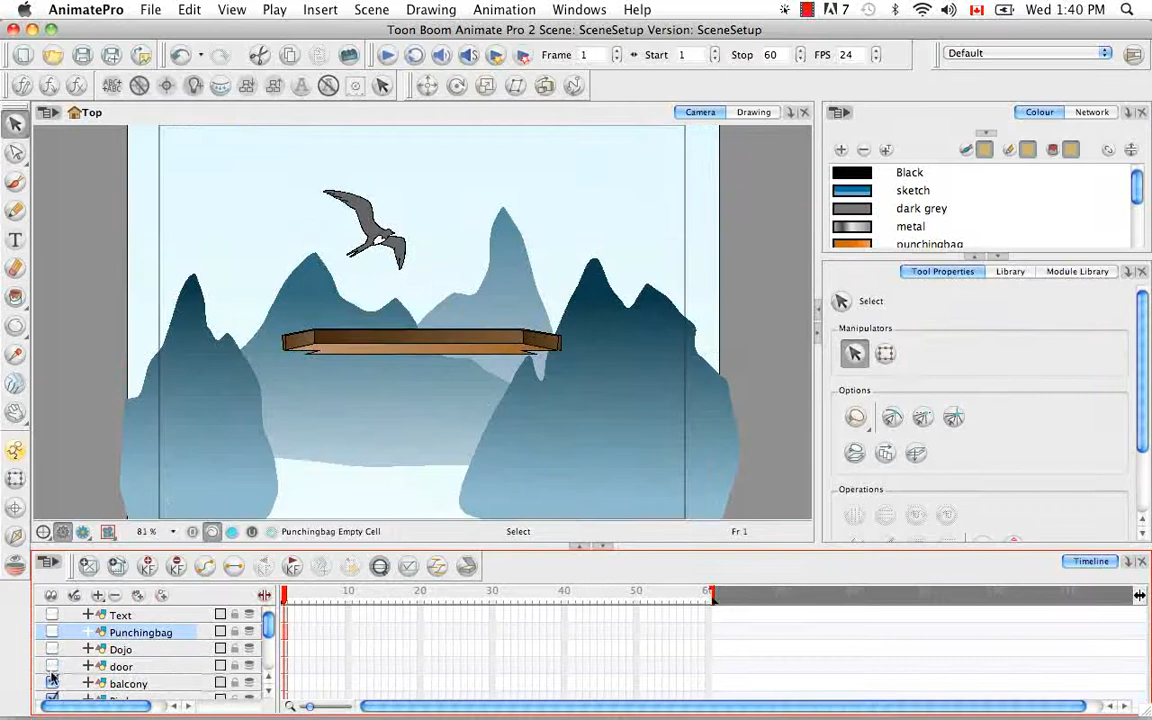 AnimatePro File Edit View Play Insert Scene Drawing Animation Windows Help 7 Wed 1:40 PM
Toon Boom Animate Pro 2 Scene: SceneSetup Version: SceneSetup
Frame 1 Start 1 Stop 60 FPS 24 Default
Top Camera Drawing Colour Network
Black
sketch
dark grey
metal
punchingbag
Tool Properties Library Module Library
Select
Manipulators
Options
Operations
81% Punchingbag Empty Cell Select Fr 1
Timeline
10 20 30 40 50
Text
Punchingbag
Dojo
door
balcony